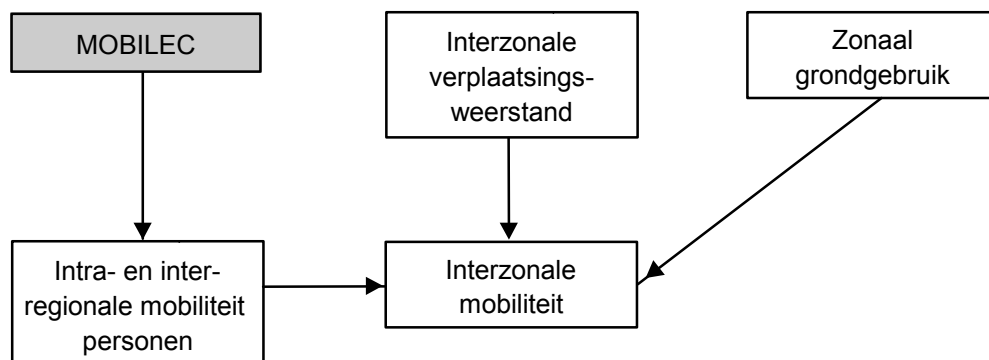 MOBILEC
Interzonale
verplaatsings-
weerstand
Zonaal
grondgebruik
Intra- en inter-
regionale mobiliteit
personen
Interzonale
mobiliteit